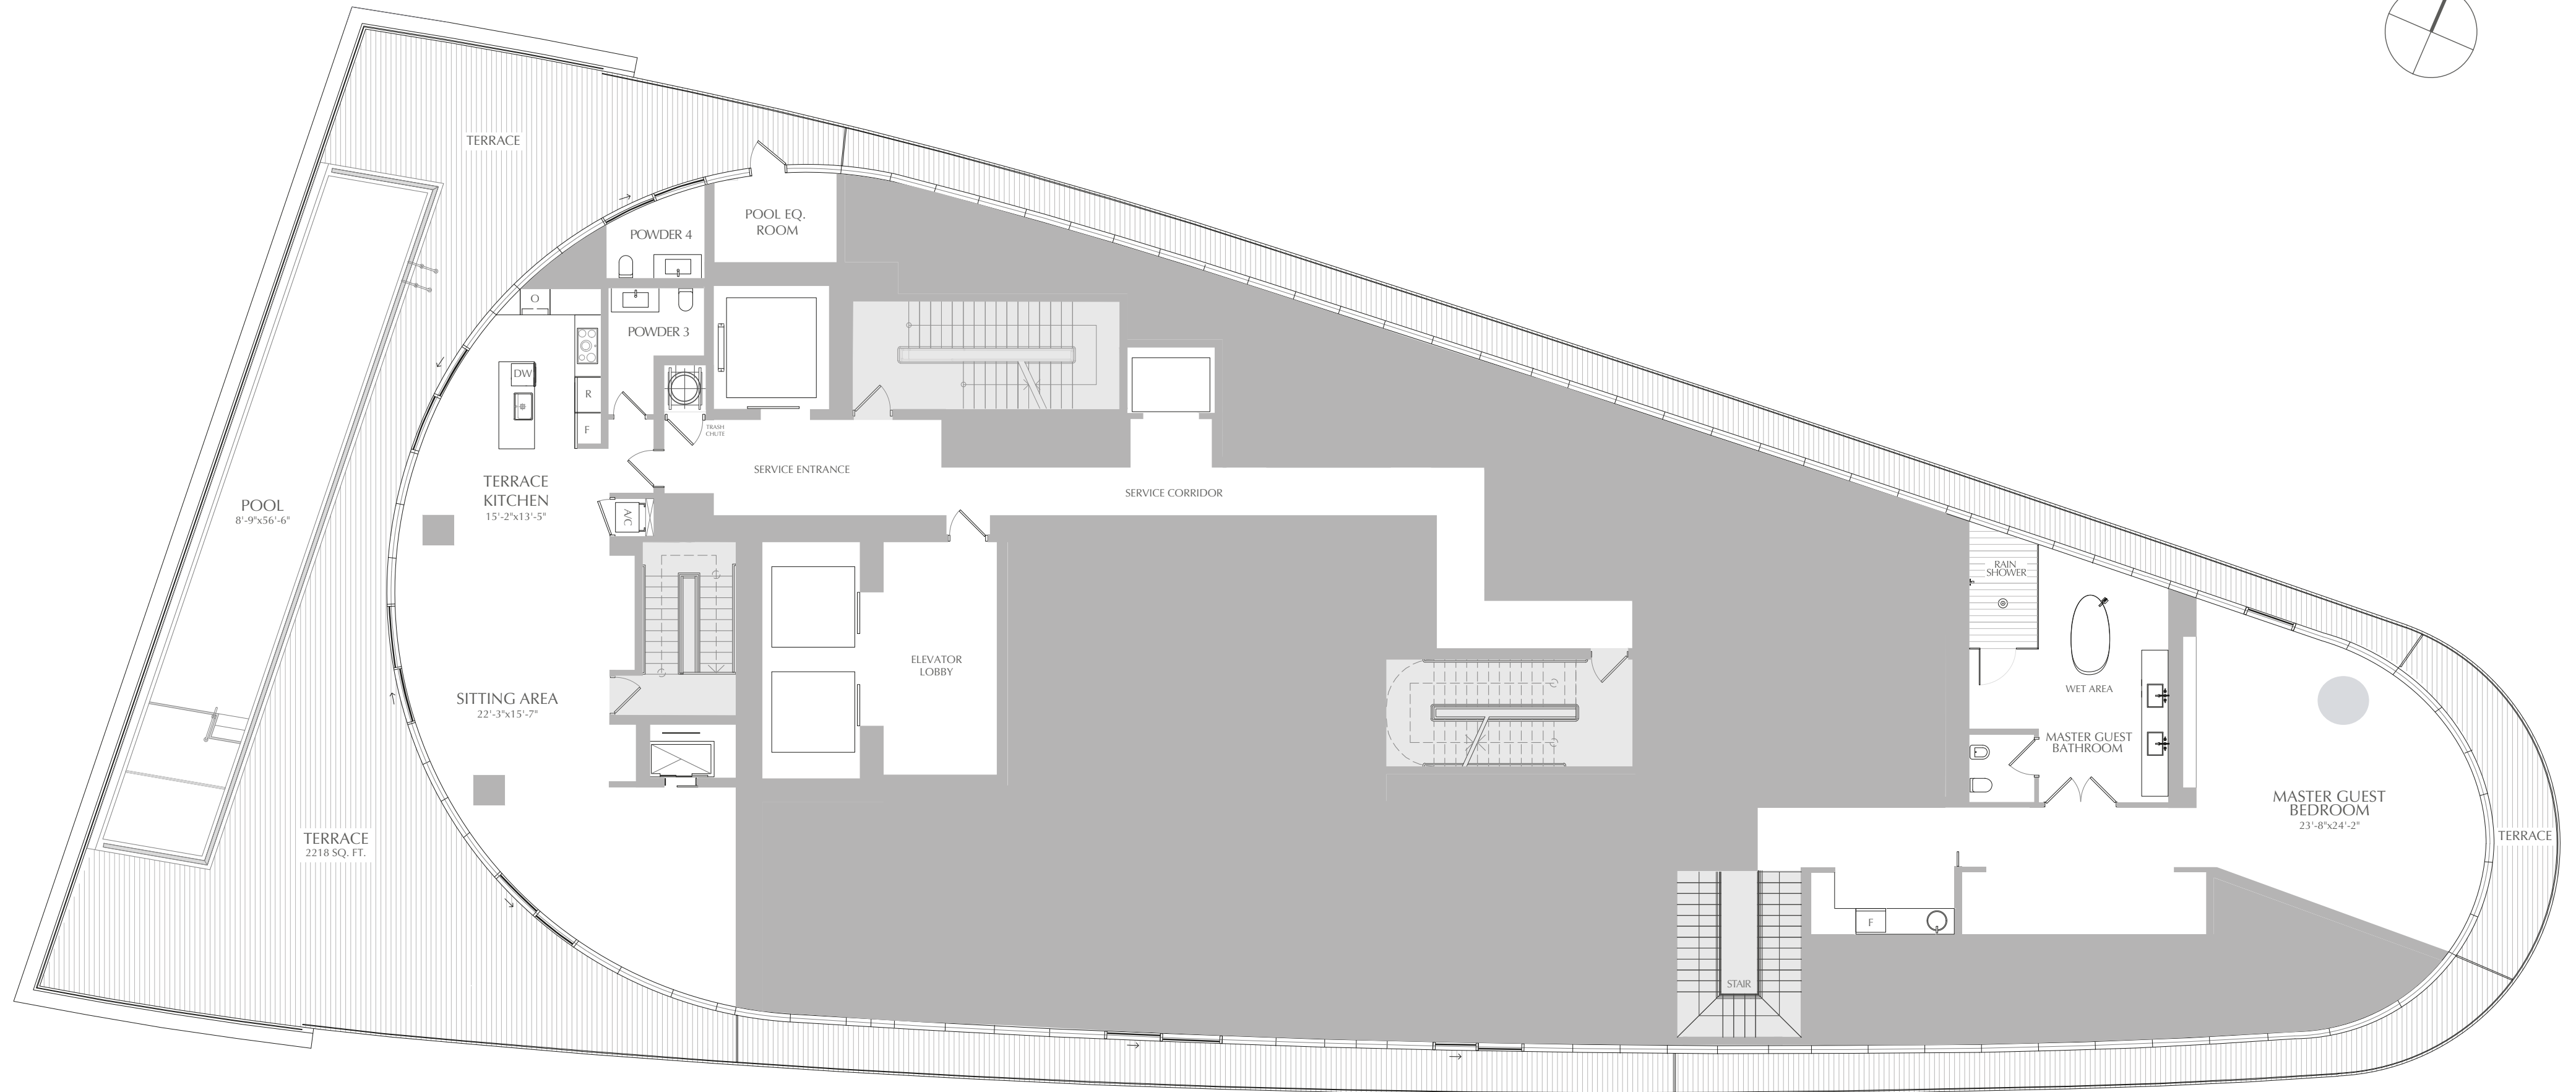 TERRACE
POOL EQ.
ROOM
POWDER 4
O
POWDER 3
DW
R
F
TRASH
CHUTE
SERVICE ENTRANCE
TERRACE
KITCHEN
15'-2"x13'-5"
SERVICE CORRIDOR
POOL
8'-9"x56'-6"
A/C
RAIN
SHOWER
ELEVATOR
LOBBY
WET AREA
SITTING AREA
22'-3"x15'-7"
MASTER GUEST
BATHROOM
MASTER GUEST
BEDROOM
23'-8"x24'-2"
TERRACE
TERRACE
2218 SQ. FT.
F
STAIR